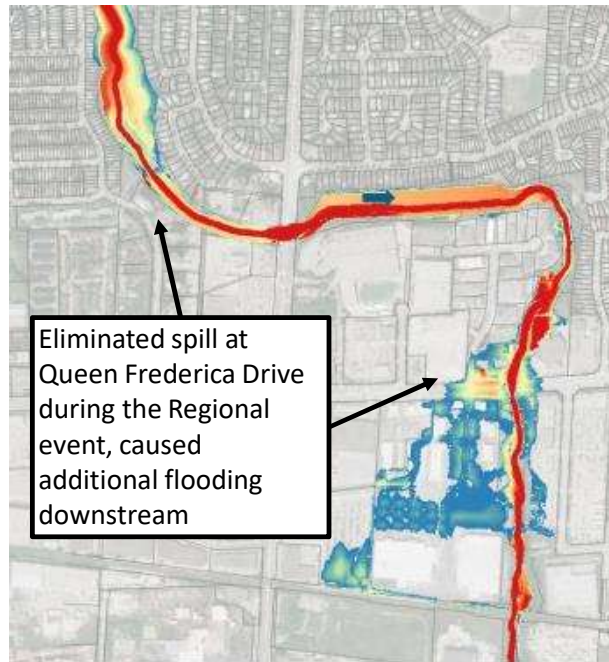 Eliminated spill at
Queen Frederica Drive
during the Regional
event, caused
additional flooding
downstream